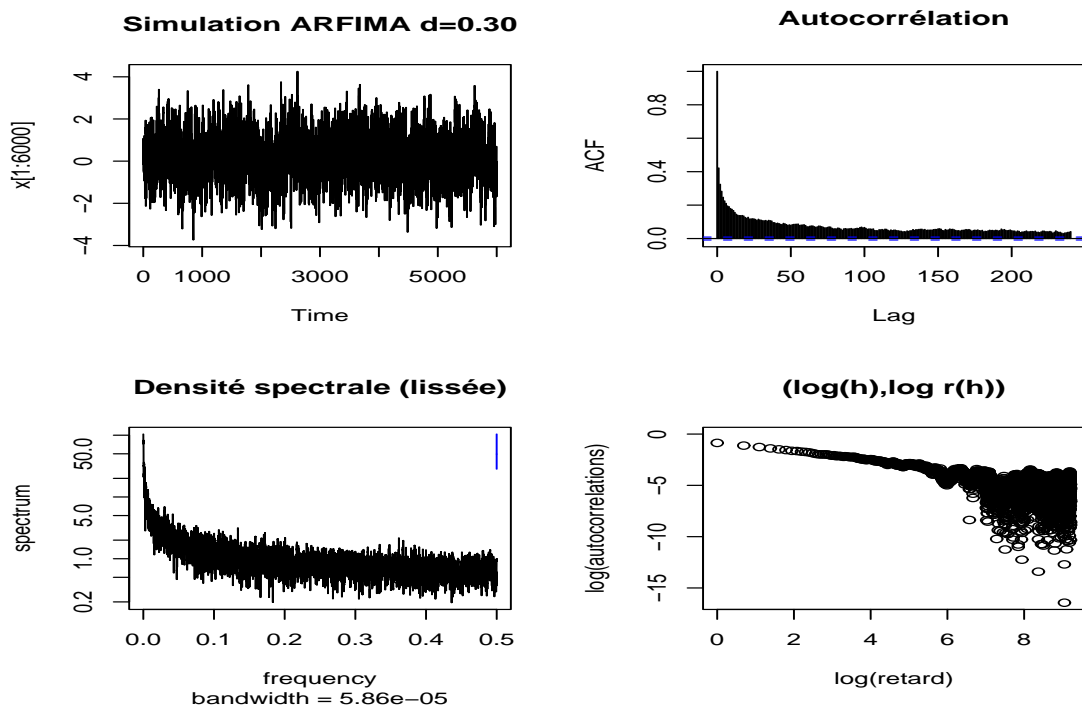 Simulation ARFIMA d=0.30
x[1:6000]
4
2
0
−2
−4
0 1000 3000 5000
Time
Autocorrélation
ACF
0.8
0.4
0.0
0 50 100 150 200
Lag
Densité spectrale (lissée)
spectrum
50.0
5.0
1.0
0.2
0.0 0.1 0.2 0.3 0.4 0.5
frequency
bandwidth = 5.86e−05
(log(h),log r(h))
log(autocorrelations)
0
−5
−10
−15
0 2 4 6 8
log(retard)